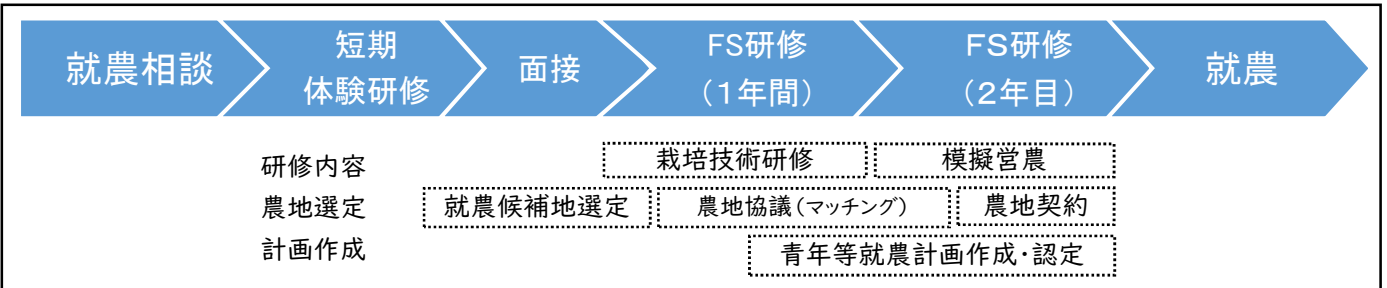 就農相談
短期
体験研修
面接
FS研修
（1年間）
FS研修
（2年目）
就農
研修内容
栽培技術研修
模擬営農
農地選定
就農候補地選定
農地協議（マッチング）
農地契約
計画作成
青年等就農計画作成・認定